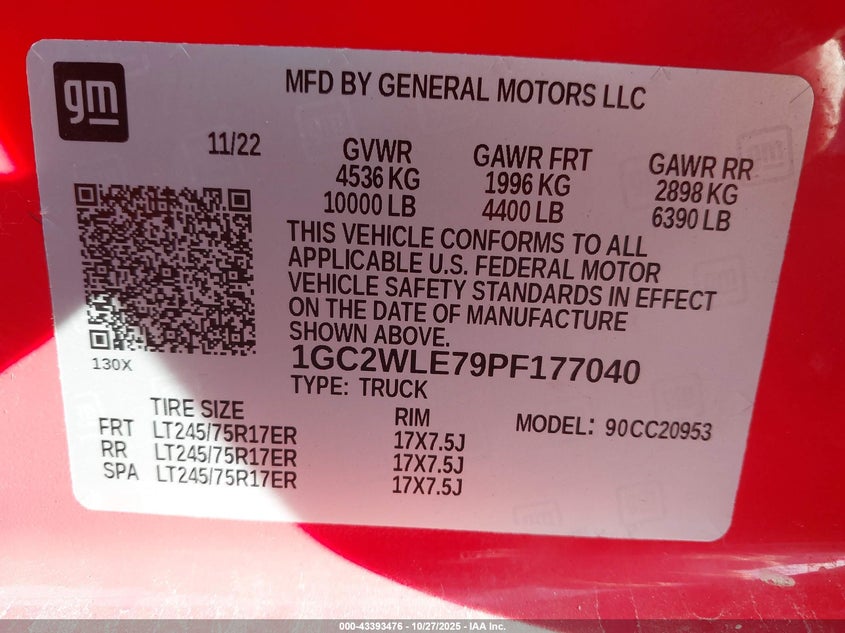 gm
MFD BY GENERAL MOTORS LLC
11/22
GVWR
4536 KG
10000 LB
GAWR FRT
1996 KG
4400 LB
GAWR RR
2898 KG
6390 LB
THIS VEHICLE CONFORMS TO ALL
APPLICABLE U.S. FEDERAL MOTOR
VEHICLE SAFETY STANDARDS IN EFFECT
ON THE DATE OF MANUFACTURE
SHOWN ABOVE.
130X
1GC2WLE79PF177040
TYPE: TRUCK
TIRE SIZE RIM MODEL: 90CC20953
FRT LT245/75R17ER 17X7.5J
RR LT245/75R17ER 17X7.5J
SPA LT245/75R17ER 17X7.5J
000-43393476 - 10/27/2025 - IAA Inc.